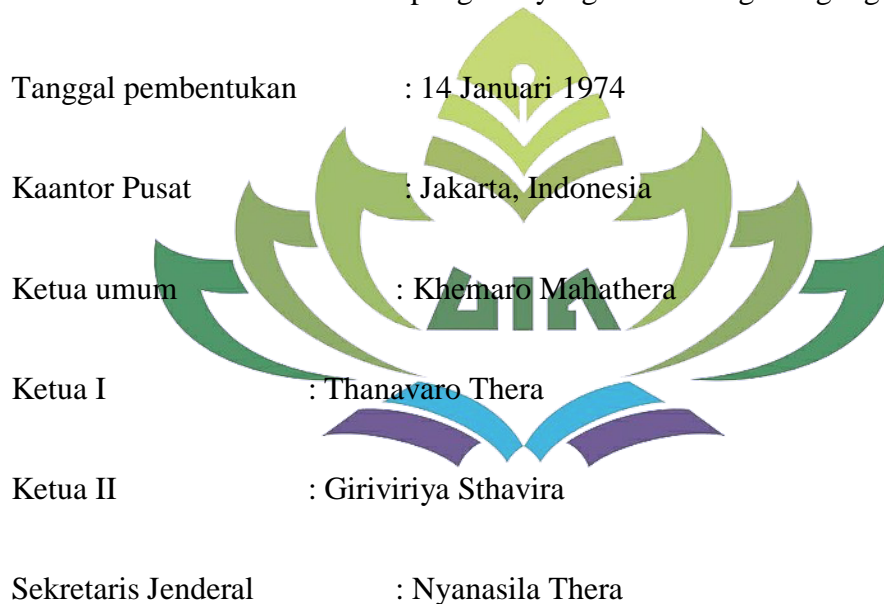 Tanggal pembentukan : 14 Januari 1974
Kaantor Pusat : Jakarta, Indonesia
Ketua umum : Khemaro Mahathera
Ketua I : Thanavaro Thera
Ketua II : Giriviriya Sthavira
Sekretaris Jenderal : Nyanasila Thera